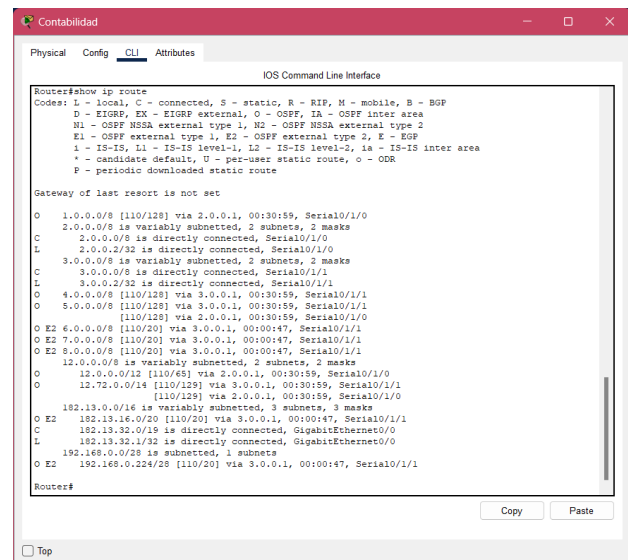 Contabilidad
Physical Config CLI Attributes
IOS Command Line Interface
Router#show ip route
Codes: L - local, C - connected, S - static, R - RIP, M - mobile, B - BGP
D - EIGRP, EX - EIGRP external, O - OSPF, IA - OSPF inter area
N1 - OSPF NSSA external type 1, N2 - OSPF NSSA external type 2
E1 - OSPF external type 1, E2 - OSPF external type 2, E - EGP
i - IS-IS, L1 - IS-IS level-1, L2 - IS-IS level-2, ia - IS-IS inter area
* - candidate default, U - per-user static route, o - ODR
P - periodic downloaded static route
Gateway of last resort is not set
O 1.0.0.0/8 [110/128] via 2.0.0.1, 00:30:59, Serial0/1/0
2.0.0.0/8 is variably subnetted, 2 subnets, 2 masks
C 2.0.0.0/8 is directly connected, Serial0/1/0
L 2.0.0.2/32 is directly connected, Serial0/1/0
3.0.0.0/8 is variably subnetted, 2 subnets, 2 masks
C 3.0.0.0/8 is directly connected, Serial0/1/1
L 3.0.0.2/32 is directly connected, Serial0/1/1
O 4.0.0.0/8 [110/128] via 3.0.0.1, 00:30:59, Serial0/1/1
O 5.0.0.0/8 [110/128] via 3.0.0.1, 00:30:59, Serial0/1/1
[110/128] via 2.0.0.1, 00:30:59, Serial0/1/0
O E2 6.0.0.0/8 [110/20] via 3.0.0.1, 00:00:47, Serial0/1/1
O E2 7.0.0.0/8 [110/20] via 3.0.0.1, 00:00:47, Serial0/1/1
O E2 8.0.0.0/8 [110/20] via 3.0.0.1, 00:00:47, Serial0/1/1
12.0.0.0/8 is variably subnetted, 2 subnets, 2 masks
O 12.0.0.0/12 [110/65] via 2.0.0.1, 00:30:59, Serial0/1/0
O 12.72.0.0/14 [110/129] via 3.0.0.1, 00:30:59, Serial0/1/1
[110/129] via 2.0.0.1, 00:30:59, Serial0/1/0
182.13.0.0/16 is variably subnetted, 3 subnets, 3 masks
O E2 182.13.16.0/20 [110/20] via 3.0.0.1, 00:00:47, Serial0/1/1
C 182.13.32.0/19 is directly connected, GigabitEthernet0/0
L 182.13.32.1/32 is directly connected, GigabitEthernet0/0
192.168.0.0/28 is subnetted, 1 subnets
O E2 192.168.0.224/28 [110/20] via 3.0.0.1, 00:00:47, Serial0/1/1
Router#
Copy Paste
Top